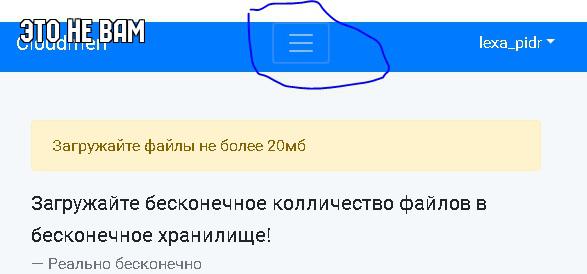 ЭТО НЕ ВАМ
Cloudmen
lexa_pidr
Загружайте файлы не более 20мб
Загружайте бесконечное колличество файлов в
бесконечное хранилище!
— Реально бесконечно